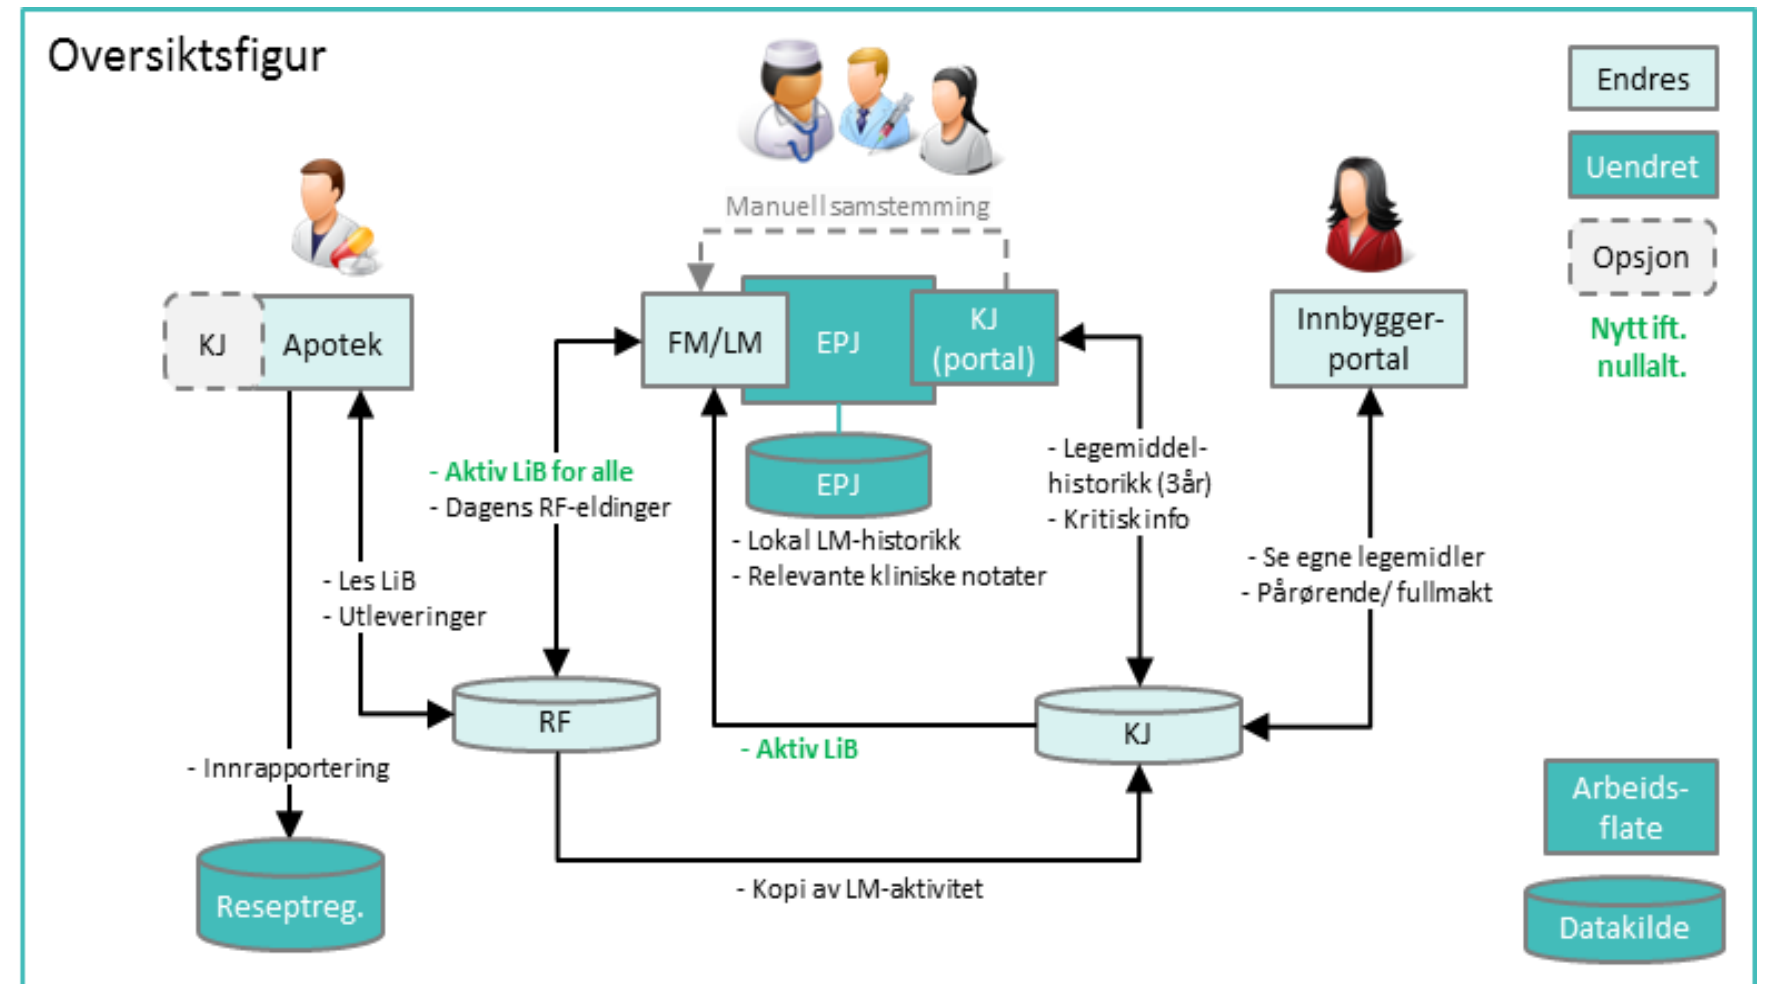 Oversiktsfigur
Endres
Uendret
Opsjon
Nytt ift.
nullalt.
Manuell samstemming
KJ
Apotek
FM/LM
EPJ
KJ
(portal)
Innbygger-
portal
EPJ
- Aktiv LiB for alle
- Dagens RF-eldinger
- Lokal LM-historikk
- Relevante kliniske notater
- Legemiddel-
historikk (3år)
- Kritisk info
- Se egne legemidler
- Pårørende/ fullmakt
- Les LiB
- Utleveringer
RF
KJ
- Aktiv LiB
- Innrapportering
- Kopi av LM-aktivitet
Reseptreg.
Arbeids-
flate
Datakilde